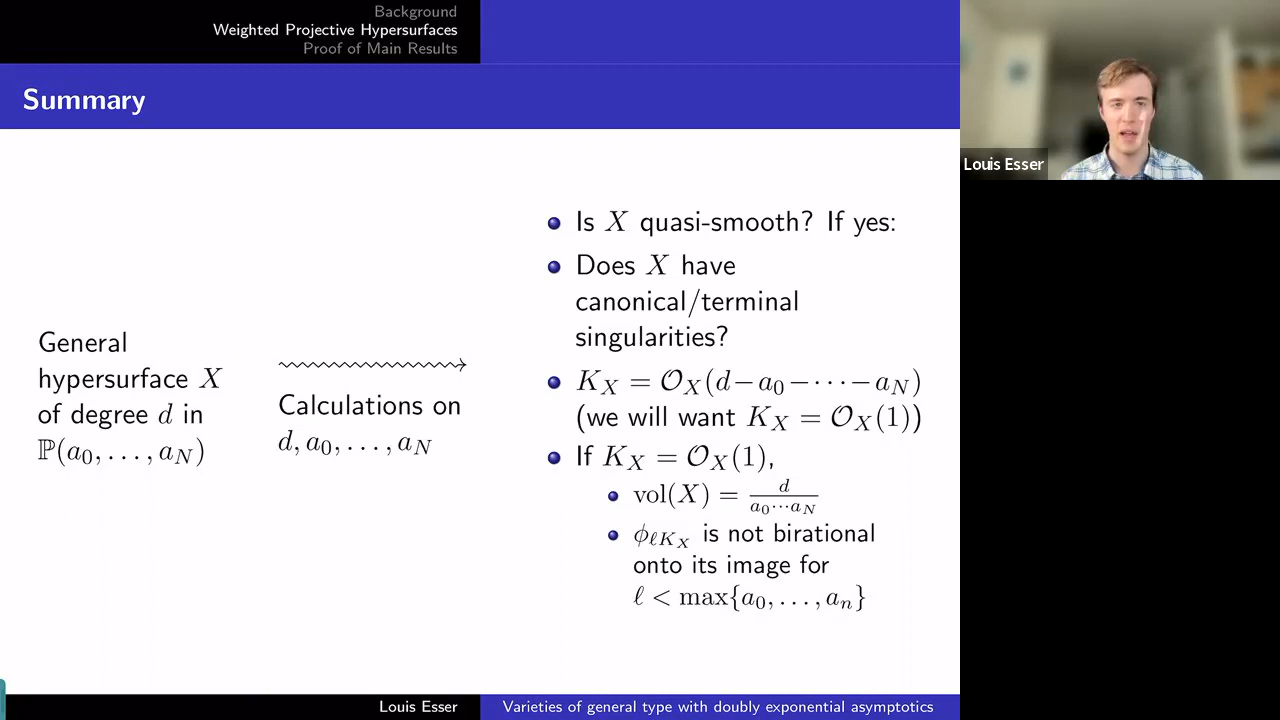 Background
Weighted Projective Hypersurfaces
Proof of Main Results
Summary
General
hypersurface X
of degree d in
ℙ(a₀, . . . , a_N)
Calculations on
d, a₀, . . . , a_N
Is X quasi-smooth? If yes:
Does X have
canonical/terminal
singularities?
K_X = 𝒪_X(d−a₀−···−a_N)
(we will want K_X = 𝒪_X(1))
If K_X = 𝒪_X(1),
vol(X) = d/(a₀···a_N)
ϕ_{ℓK_X} is not birational
onto its image for
ℓ < max{a₀, . . . , a_n}
Louis Esser
Louis Esser
Varieties of general type with doubly exponential asymptotics